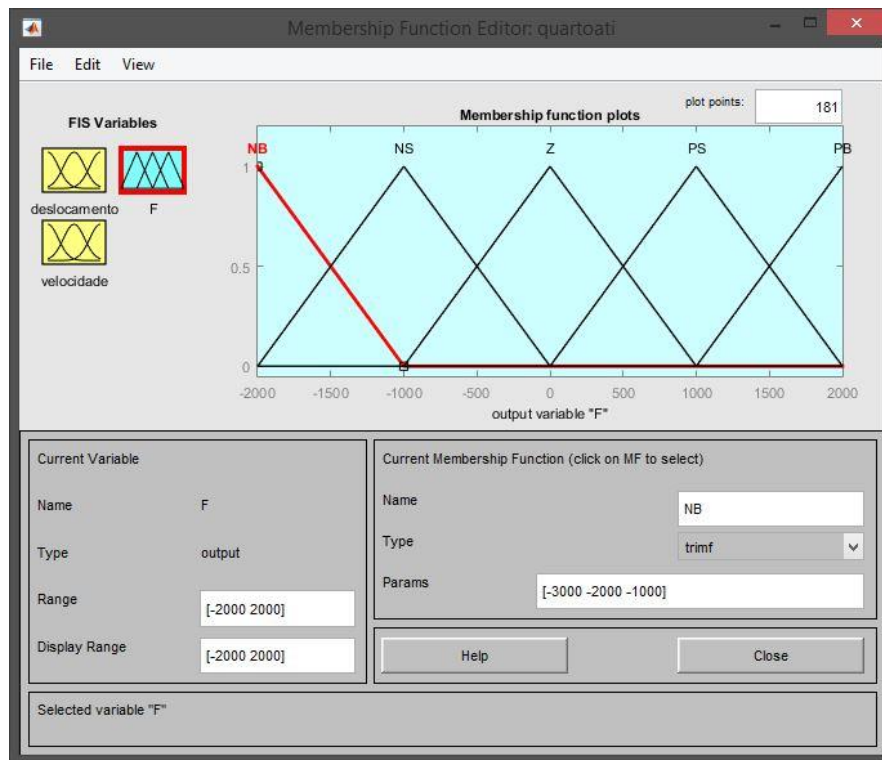 Membership Function Editor: quartoati
File Edit View
FIS Variables
deslocamento
F
velocidade
Membership function plots
plot points:
181
NB NS Z PS PB
1
0.5
0
-2000 -1500 -1000 -500 0 500 1000 1500 2000
output variable "F"
Current Variable
Name F
Type output
Range [-2000 2000]
Display Range [-2000 2000]
Current Membership Function (click on MF to select)
Name NB
Type trimf
Params [-3000 -2000 -1000]
Help Close
Selected variable "F"